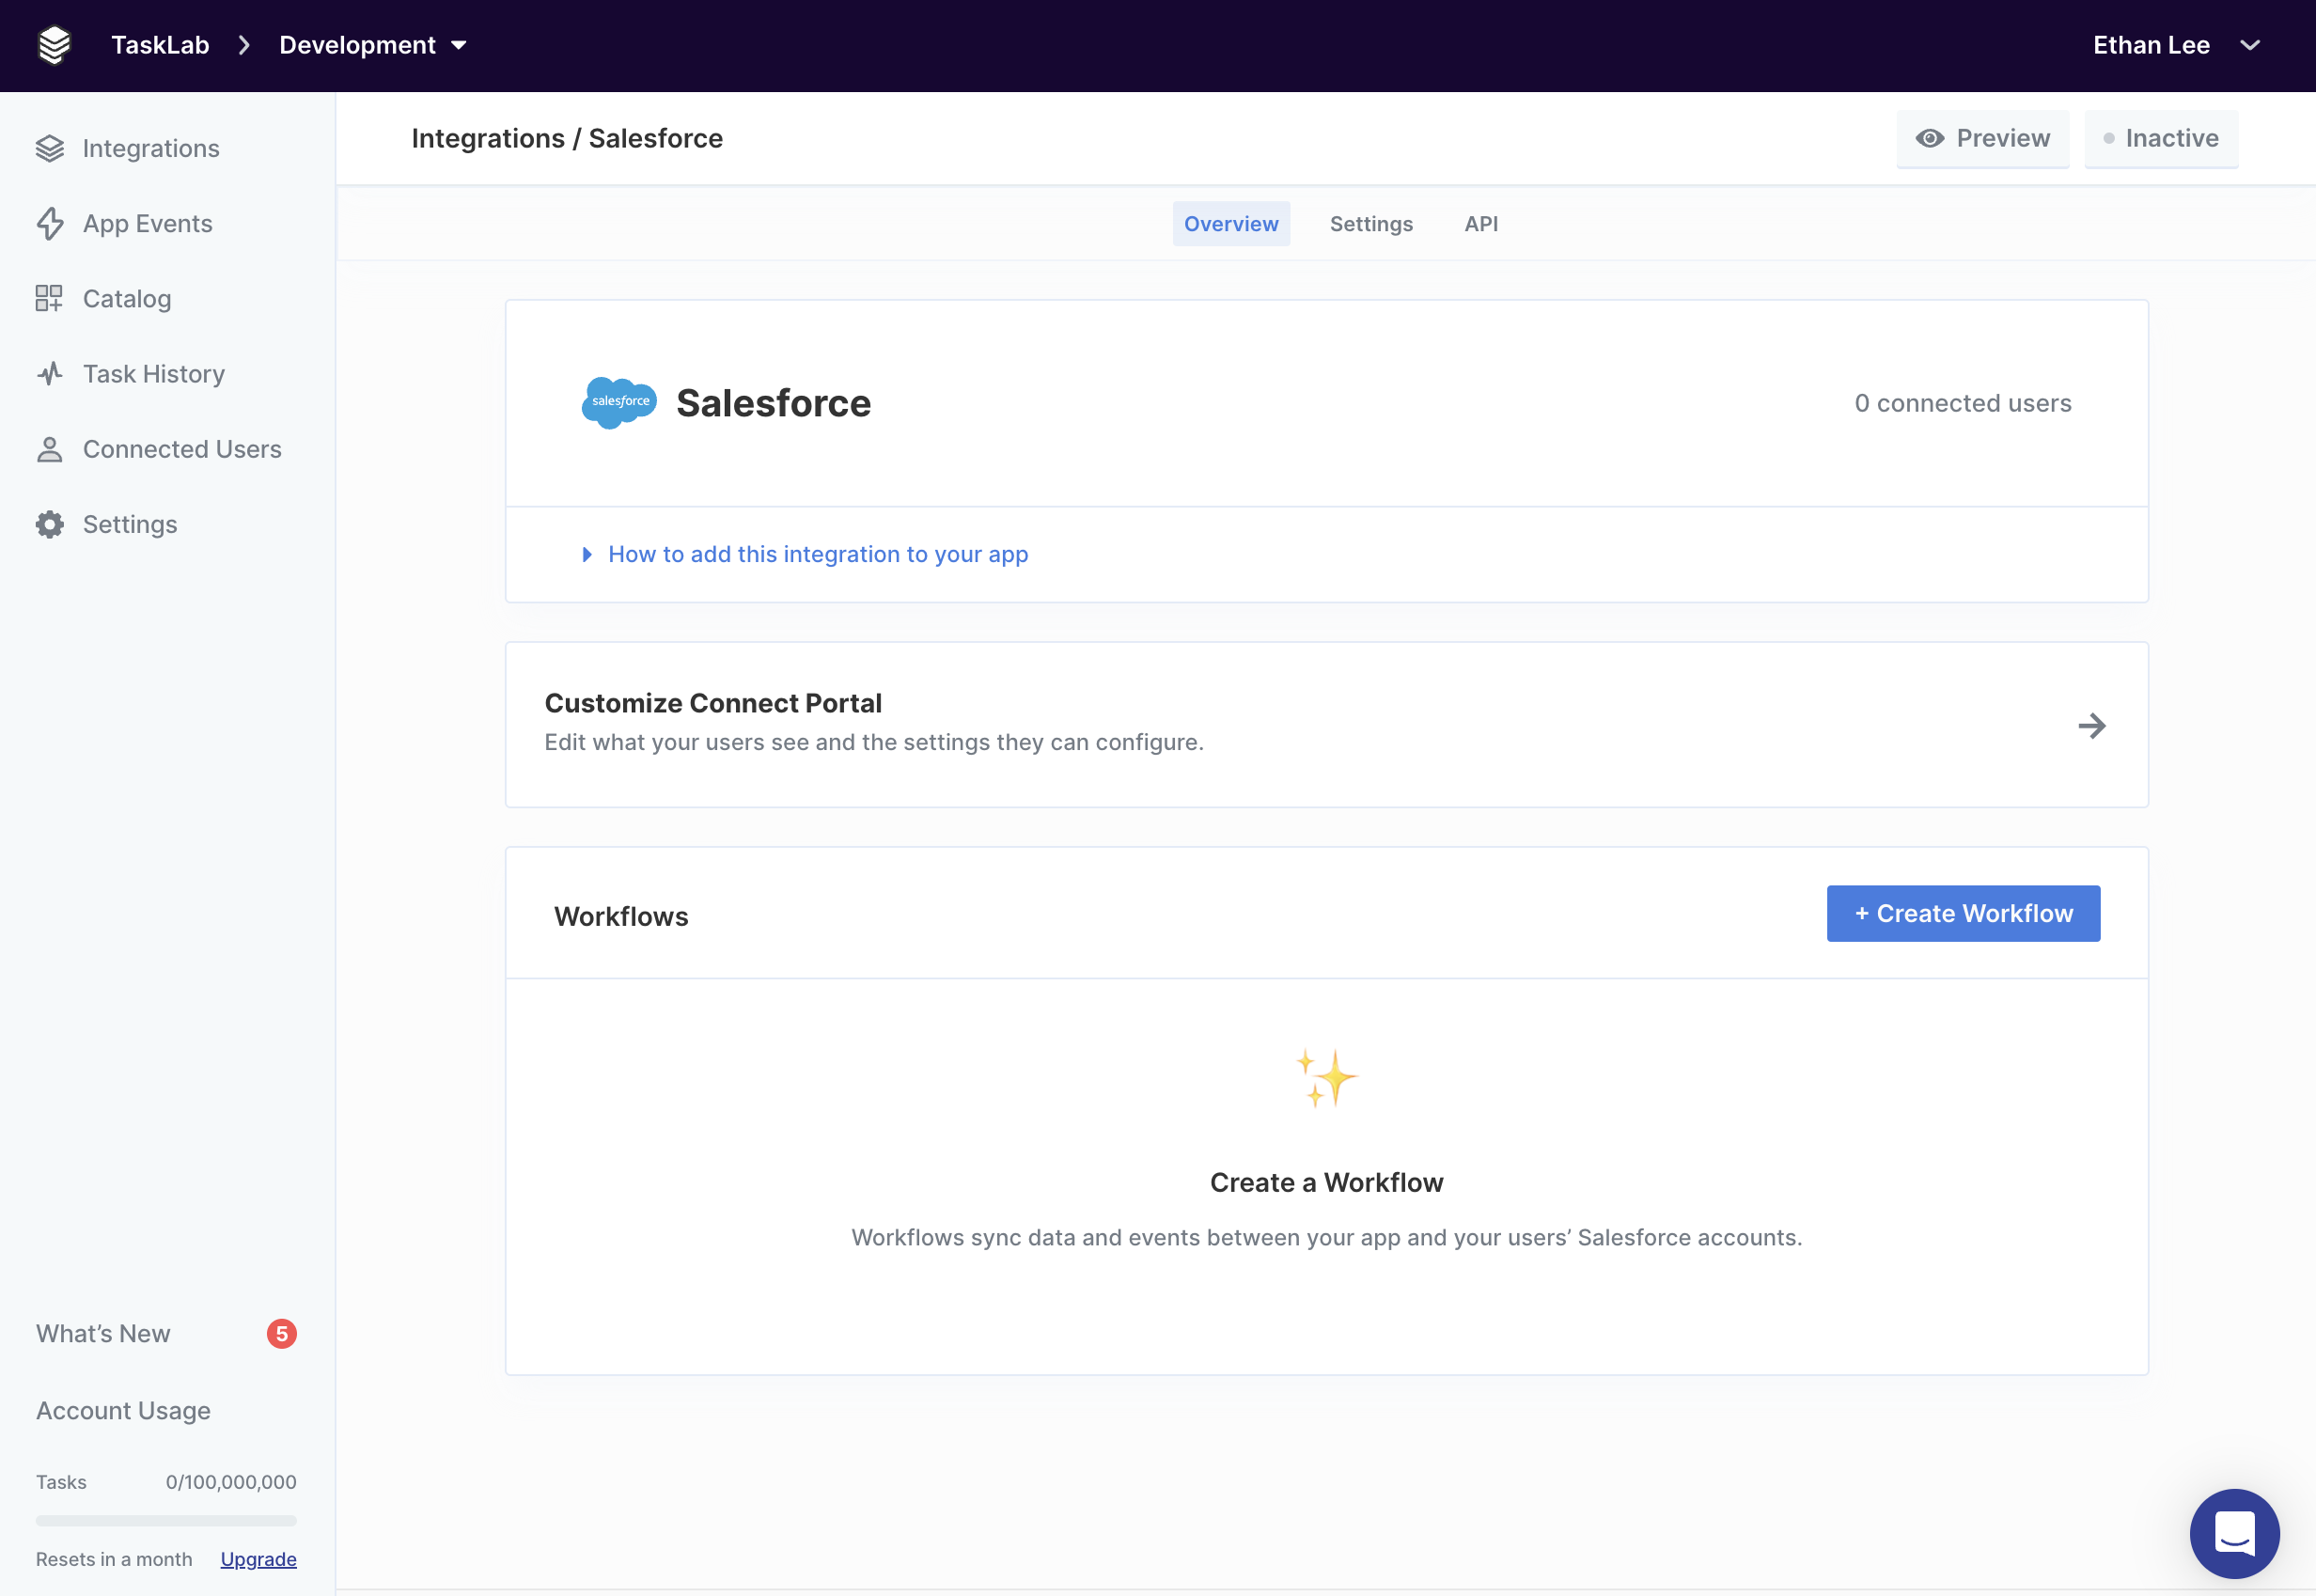 TaskLab
Development
Ethan Lee
Integrations
App Events
Catalog
Task History
Connected Users
Settings
What’s New
5
Account Usage
Tasks
0/100,000,000
Resets in a month
Upgrade
Integrations / Salesforce
Preview
Inactive
Overview
Settings
API
salesforce
Salesforce
0 connected users
How to add this integration to your app
Customize Connect Portal
Edit what your users see and the settings they can configure.
Workflows
+ Create Workflow
Create a Workflow
Workflows sync data and events between your app and your users’ Salesforce accounts.